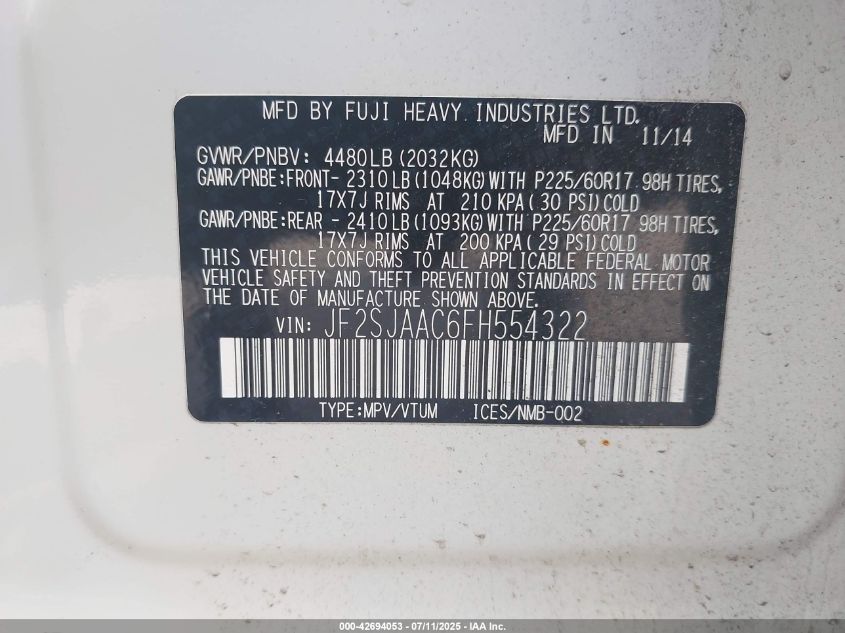 MFD BY FUJI HEAVY INDUSTRIES LTD.
MFD IN 11/14
GVWR/PNBV: 4480LB (2032KG)
GAWR/PNBE:FRONT- 2310 LB (1048KG) WITH P225/60R17 98H TIRES,
17X7J RIMS AT 210 KPA ( 30 PSI) COLD
GAWR/PNBE:REAR - 2410 LB (1093KG) WITH P225/60R17 98H TIRES,
17X7J RIMS AT 200 KPA ( 29 PSI) COLD
THIS VEHICLE CONFORMS TO ALL APPLICABLE FEDERAL MOTOR
VEHICLE SAFETY AND THEFT PREVENTION STANDARDS IN EFFECT ON
THE DATE OF MANUFACTURE SHOWN ABOVE.
VIN: JF2SJAAC6FH554322
TYPE:MPV/VTUM ICES/NMB-002
000-42694053 - 07/11/2025 - IAA Inc.